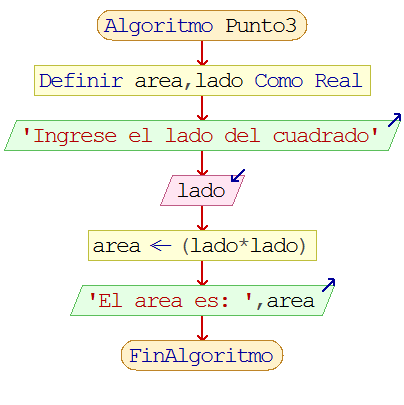 Algoritmo Punto3
Definir area,lado Como Real
'Ingrese el lado del cuadrado'
lado
area ← (lado*lado)
'El area es: ',area
FinAlgoritmo